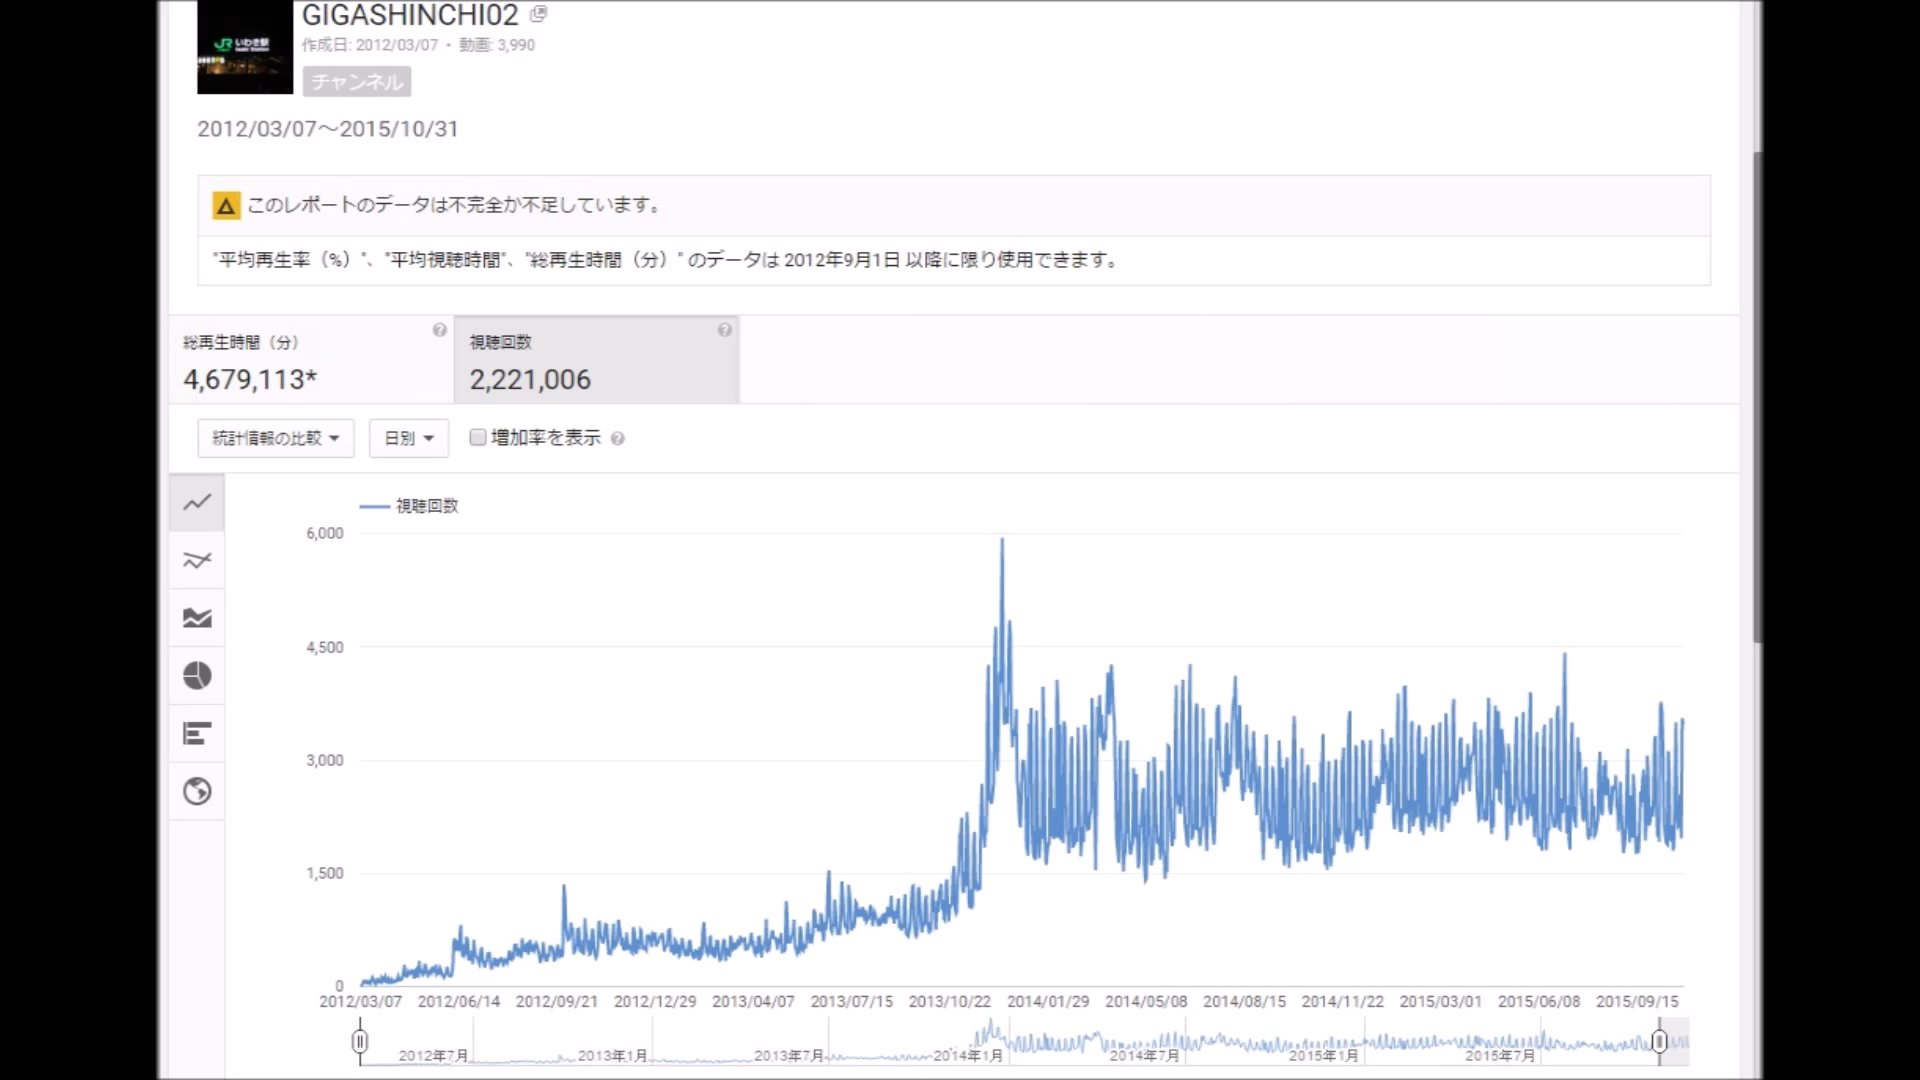 GIGASHINCHI02
JR いわき駅
作成日: 2012/03/07 • 動画: 3,990
チャンネル
2012/03/07～2015/10/31
このレポートのデータは不完全か不足しています。
"平均再生率（%）"、"平均視聴時間"、"総再生時間（分）" のデータは 2012年9月1日 以降に限り使用できます。
総再生時間（分）
4,679,113*
視聴回数
2,221,006
統計情報の比較
日別
増加率を表示
視聴回数
6,000
4,500
3,000
1,500
0
2012/03/07 2012/06/14 2012/09/21 2012/12/29 2013/04/07 2013/07/15 2013/10/22 2014/01/29 2014/05/08 2014/08/15 2014/11/22 2015/03/01 2015/06/08 2015/09/15
2012年7月 2013年1月 2013年7月 2014年1月 2014年7月 2015年1月 2015年7月